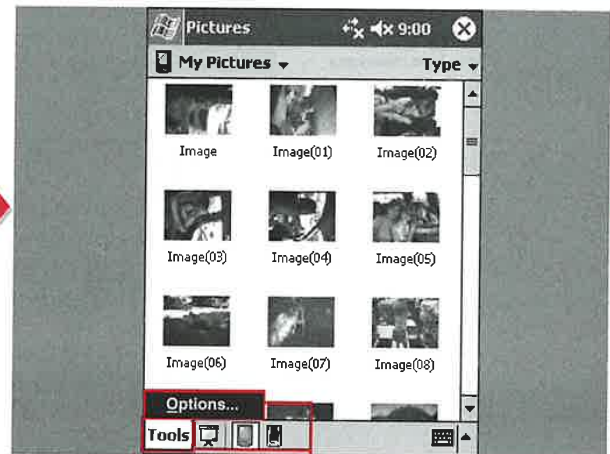 Pictures 9:00
My Pictures Type
Image Image(01) Image(02)
Image(03) Image(04) Image(05)
Image(06) Image(07) Image(08)
Options...
Tools